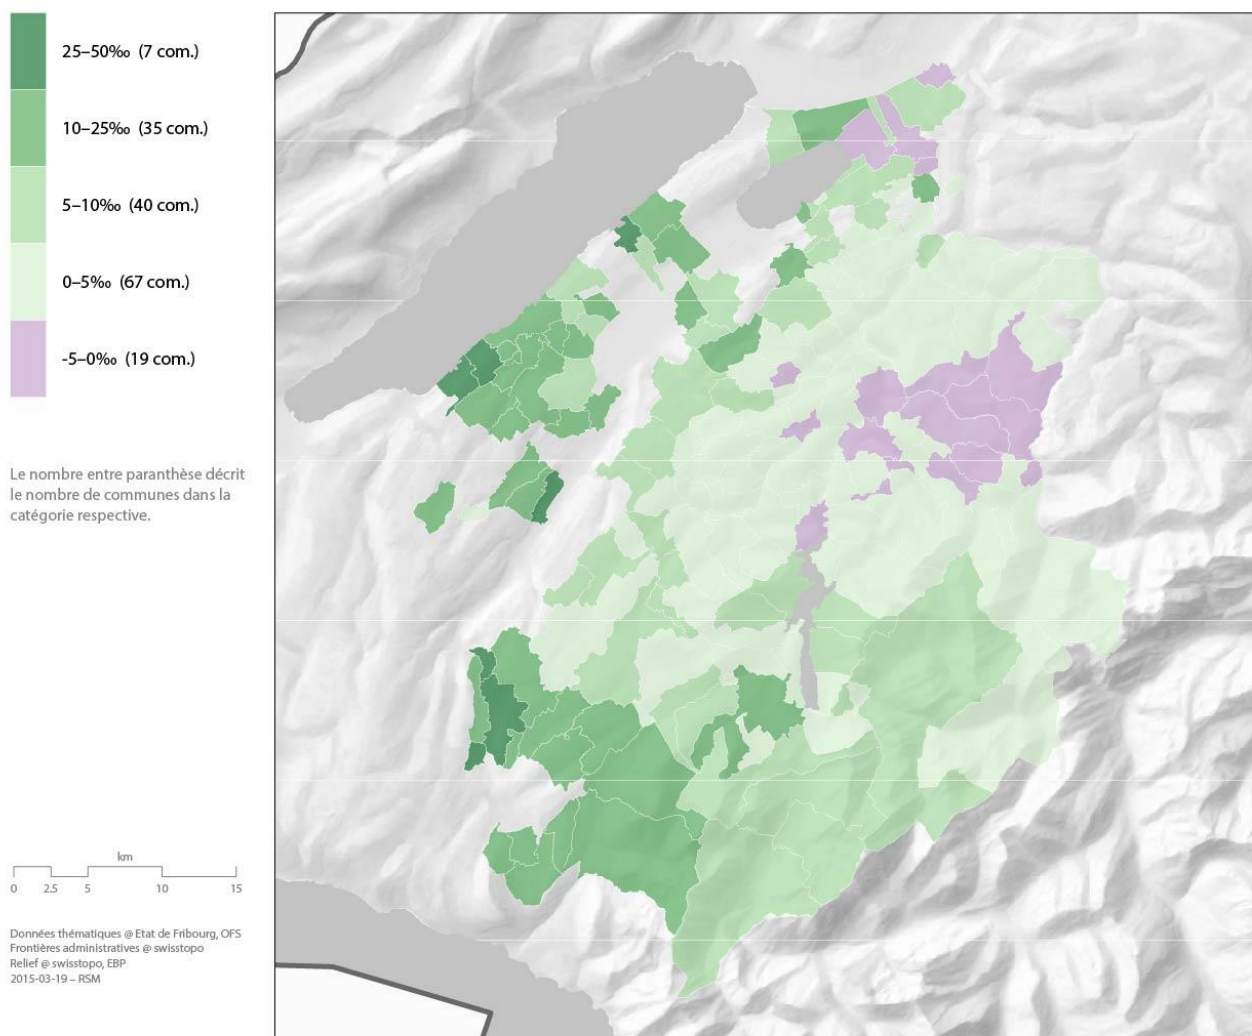 25–50‰ (7 com.)
10–25‰ (35 com.)
5–10‰ (40 com.)
0–5‰ (67 com.)
-5–0‰ (19 com.)
Le nombre entre paranthèse décrit
le nombre de communes dans la
catégorie respective.
km
0 2.5 5 10 15
Données thématiques @ Etat de Fribourg, OFS
Frontières administratives @ swisstopo
Relief @ swisstopo, EBP
2015-03-19 – RSM